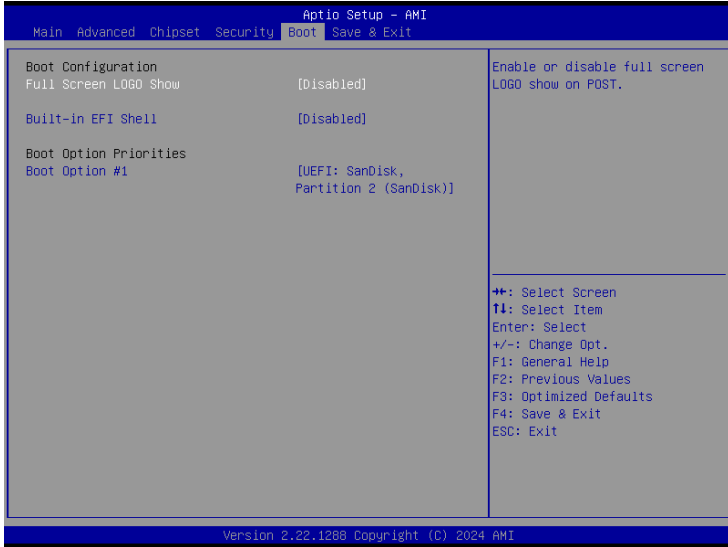 Aptio Setup – AMI
Main Advanced Chipset Security Boot Save & Exit
Boot Configuration
Full Screen LOGO Show [Disabled]
Built-in EFI Shell [Disabled]
Boot Option Priorities
Boot Option #1 [UEFI: SanDisk,
Partition 2 (SanDisk)]
Enable or disable full screen
LOGO show on POST.
→←: Select Screen
↑↓: Select Item
Enter: Select
+/-: Change Opt.
F1: General Help
F2: Previous Values
F3: Optimized Defaults
F4: Save & Exit
ESC: Exit
Version 2.22.1288 Copyright (C) 2024 AMI